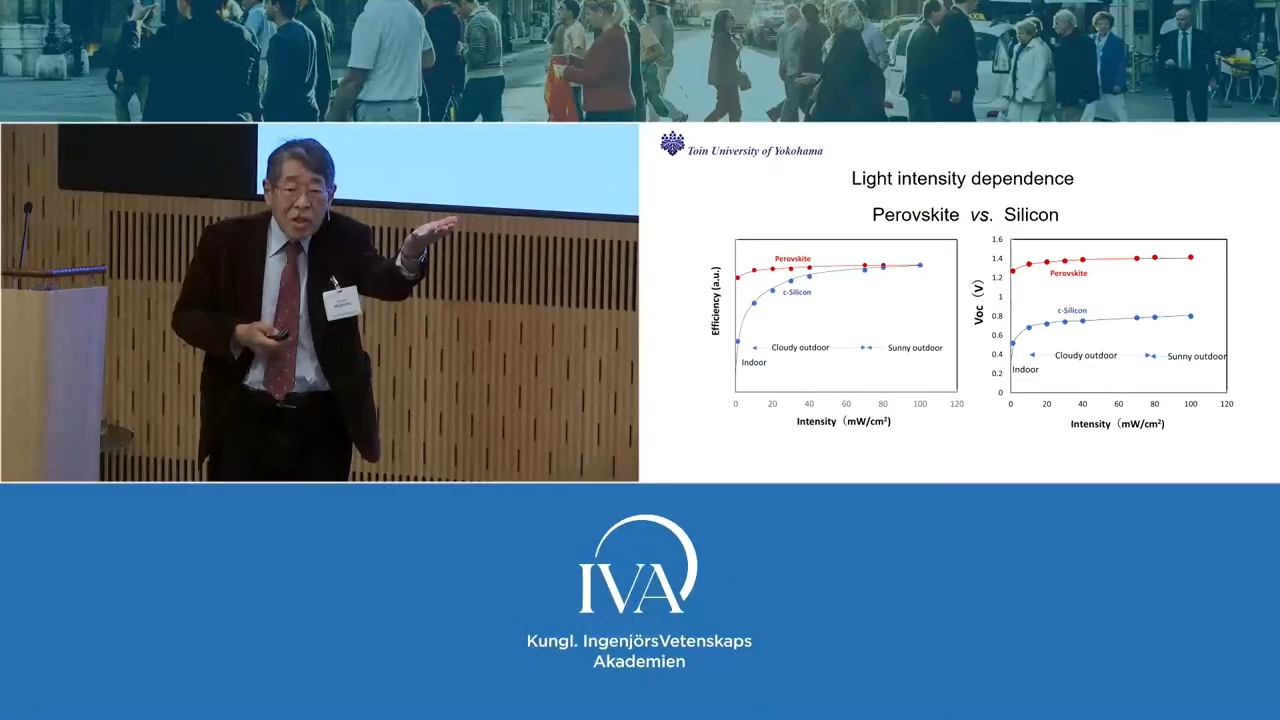 Toin University of Yokohama
Light intensity dependence
Perovskite vs. Silicon
Efficiency (a.u.)
Perovskite
c-Silicon
Cloudy outdoor
Sunny outdoor
Indoor
0 20 40 60 80 100 120
Intensity（mW/cm²)
Voc（V）
1.6
1.4
1.2
1
0.8
0.6
0.4
0.2
0
Perovskite
c-Silicon
Cloudy outdoor
Sunny outdoor
Indoor
0 20 40 60 80 100 120
Intensity（mW/cm²)
IVA
Kungl. IngenjörsVetenskaps
Akademien